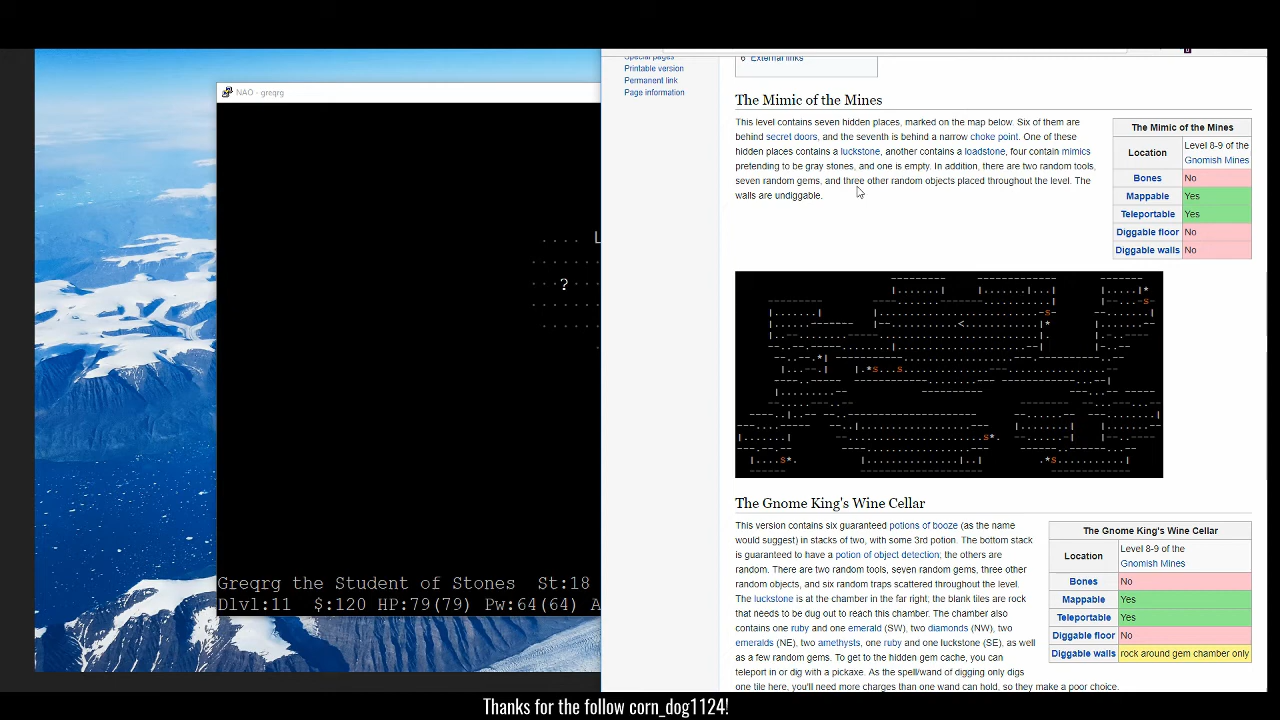 Special pages
Printable version
Permanent link
Page information
6 External links
NAO - greqrg
The Mimic of the Mines
This level contains seven hidden places, marked on the map below. Six of them are
behind secret doors, and the seventh is behind a narrow choke point. One of these
hidden places contains a luckstone, another contains a loadstone, four contain mimics
pretending to be gray stones, and one is empty. In addition, there are two random tools,
seven random gems, and three other random objects placed throughout the level. The
walls are undiggable.
The Mimic of the Mines
Location
Level 8-9 of the
Gnomish Mines
Bones No
Mappable Yes
Teleportable Yes
Diggable floor No
Diggable walls No
L
?
The Gnome King's Wine Cellar
This version contains six guaranteed potions of booze (as the name
would suggest) in stacks of two, with some 3rd potion. The bottom stack
is guaranteed to have a potion of object detection; the others are
random. There are two random tools, seven random gems, three other
random objects, and six random traps scattered throughout the level.
The luckstone is at the chamber in the far right; the blank tiles are rock
that needs to be dug out to reach this chamber. The chamber also
contains one ruby and one emerald (SW), two diamonds (NW), two
emeralds (NE), two amethysts, one ruby and one luckstone (SE), as well
as a few random gems. To get to the hidden gem cache, you can
teleport in or dig with a pickaxe. As the spell/wand of digging only digs
one tile here, you'll need more charges than one wand can hold, so they make a poor choice.
The Gnome King's Wine Cellar
Location
Level 8-9 of the
Gnomish Mines
Bones No
Mappable Yes
Teleportable Yes
Diggable floor No
Diggable walls rock around gem chamber only
Greqrg the Student of Stones St:18
Dlvl:11 $:120 HP:79(79) Pw:64(64) A
Thanks for the follow corn_dog1124!